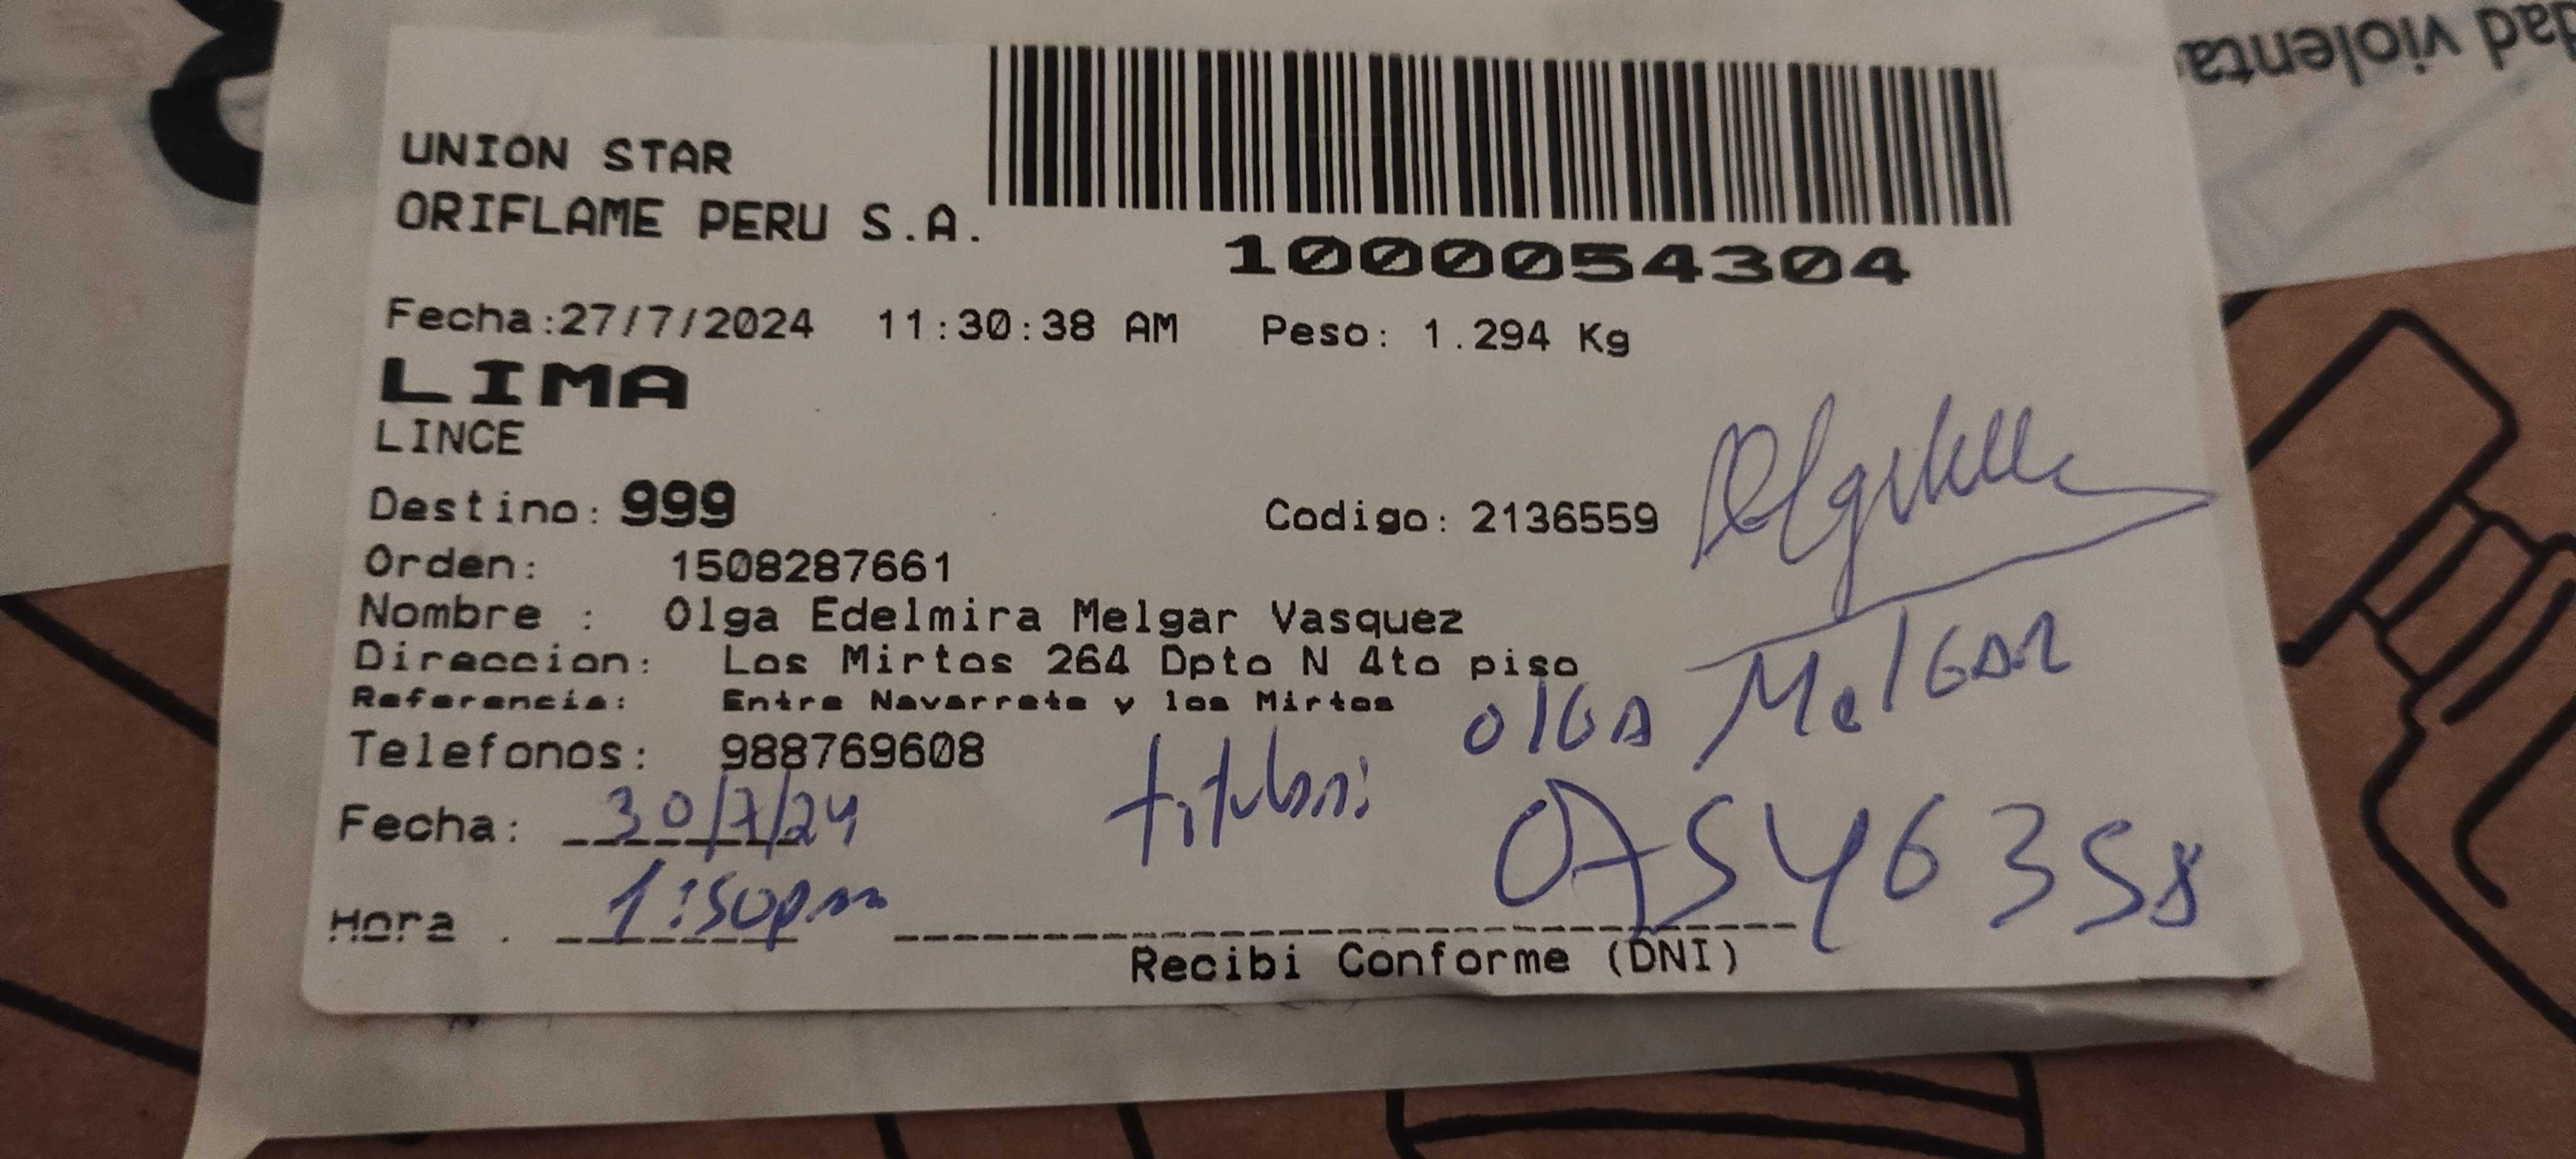 dad violenta
UNION STAR
ORIFLAME PERU S.A.
1000054304
Fecha:27/7/2024 11:30:38 AM Peso: 1.294 Kg
LIMA
LINCE
Destino: 999 Codigo: 2136559
Orden: 1508287661
Nombre : Olga Edelmira Melgar Vasquez
Direccion: Los Mirtos 264 Dpto N 4to piso
Referencia: Entre Navarrete y los Mirtos
olGA MelGAR
Telefonos: 988769608
titular:
Fecha: 30/7/24
07546358
Hora . 1:50pm
Recibi Conforme (DNI)